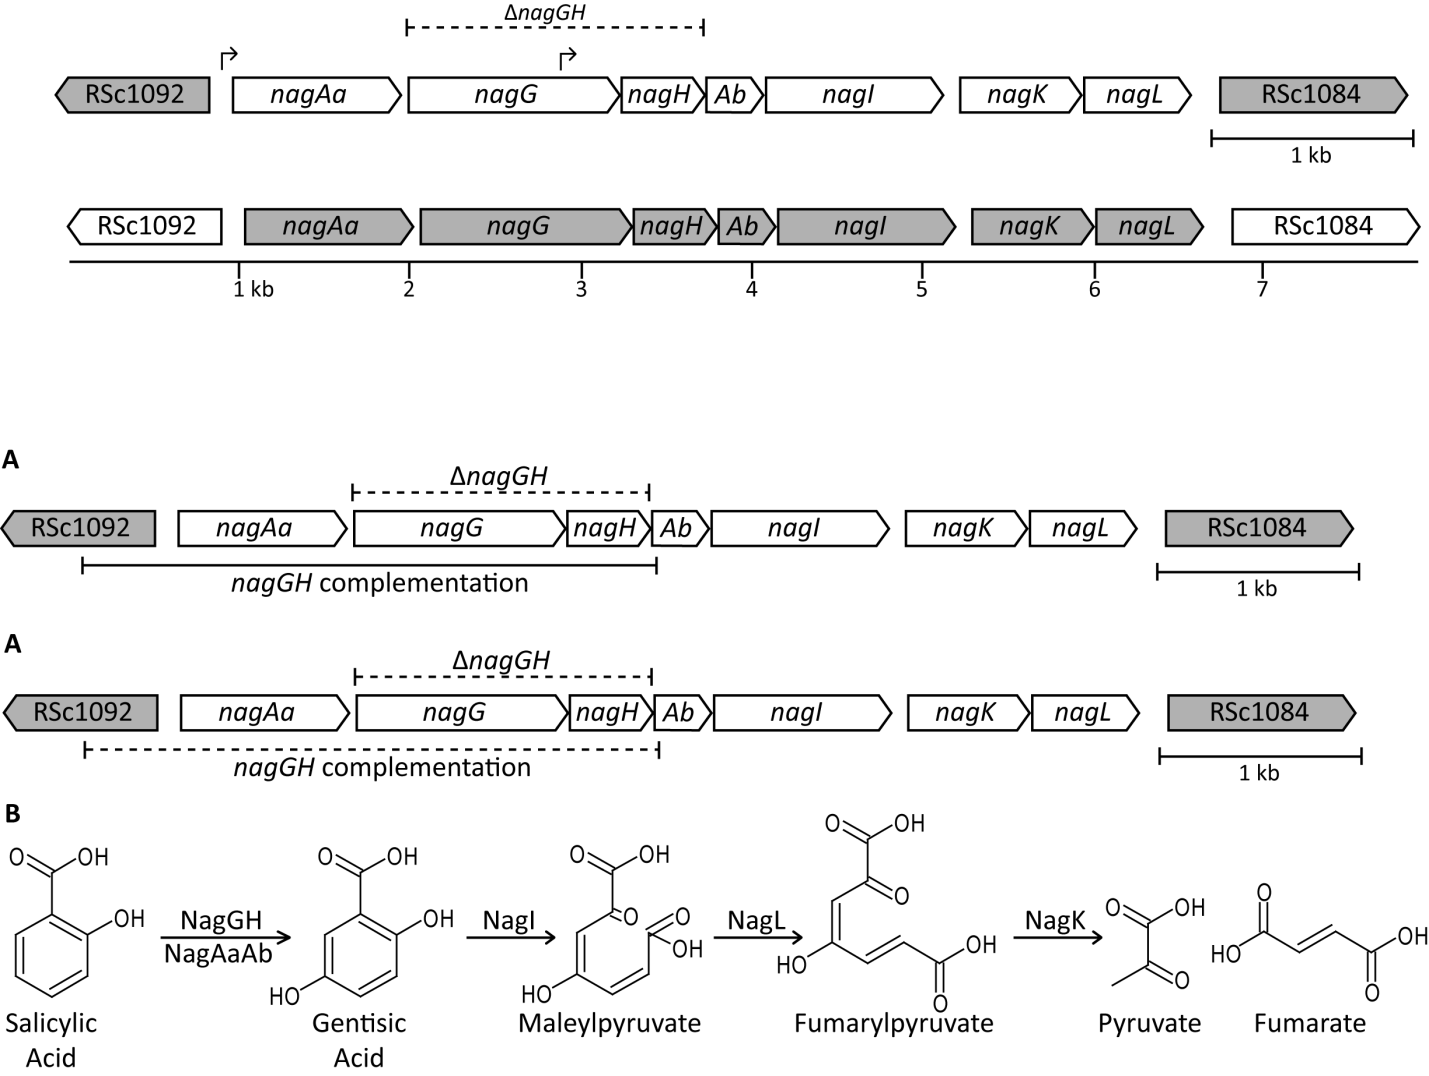 ΔnagGH
RSc1092 nagAa nagG nagH Ab nagI nagK nagL RSc1084
1 kb
RSc1092 nagAa nagG nagH Ab nagI nagK nagL RSc1084
1 kb 2 3 4 5 6 7
A
ΔnagGH
RSc1092 nagAa nagG nagH Ab nagI nagK nagL RSc1084
nagGH complementation 1 kb
A
ΔnagGH
RSc1092 nagAa nagG nagH Ab nagI nagK nagL RSc1084
nagGH complementation 1 kb
B
O OH OH
NagGH
NagAaAb
O OH OH HO
NagI
O OH O O OH HO
NagL
O OH O HO OH O
NagK
O OH O
O HO OH O
Salicylic
Acid
Gentisic
Acid
Maleylpyruvate
Fumarylpyruvate
Pyruvate
Fumarate